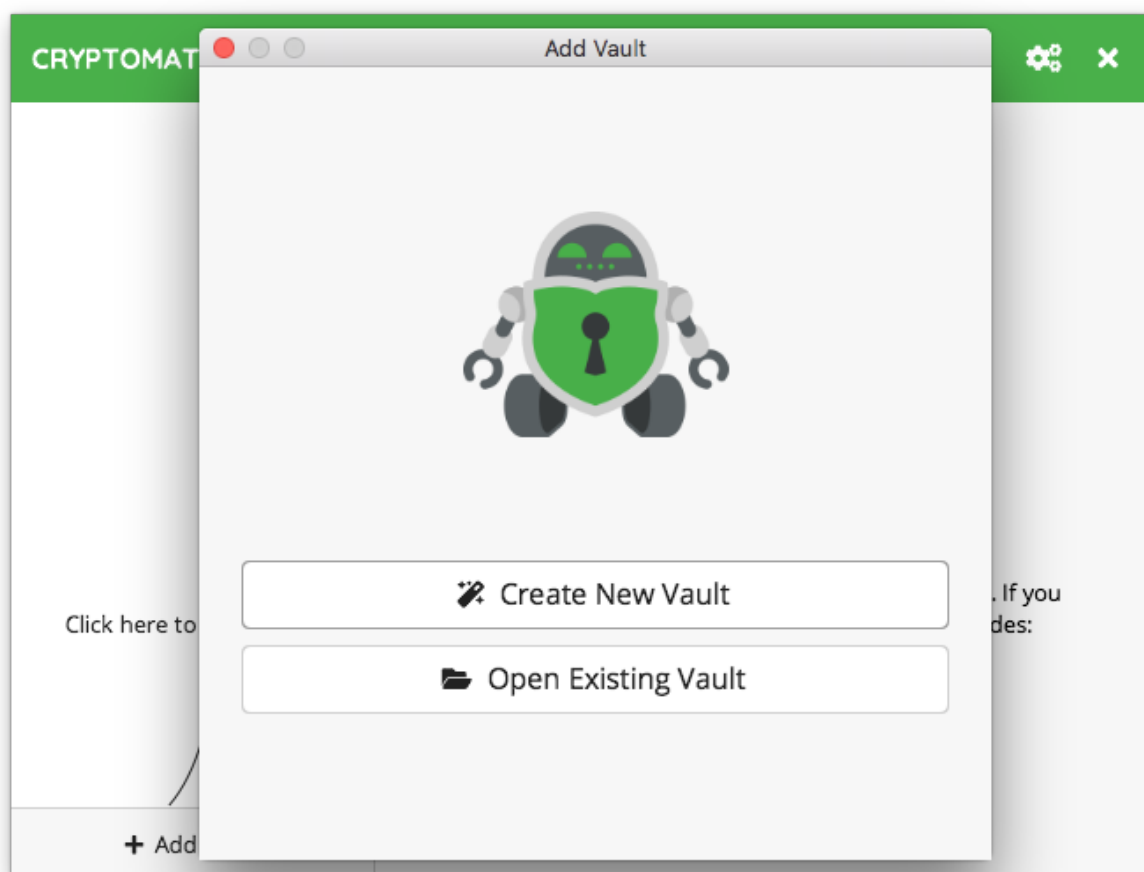 CRYPTOMAT
Add Vault
Create New Vault
. If you
Click here to
des:
Open Existing Vault
+ Add